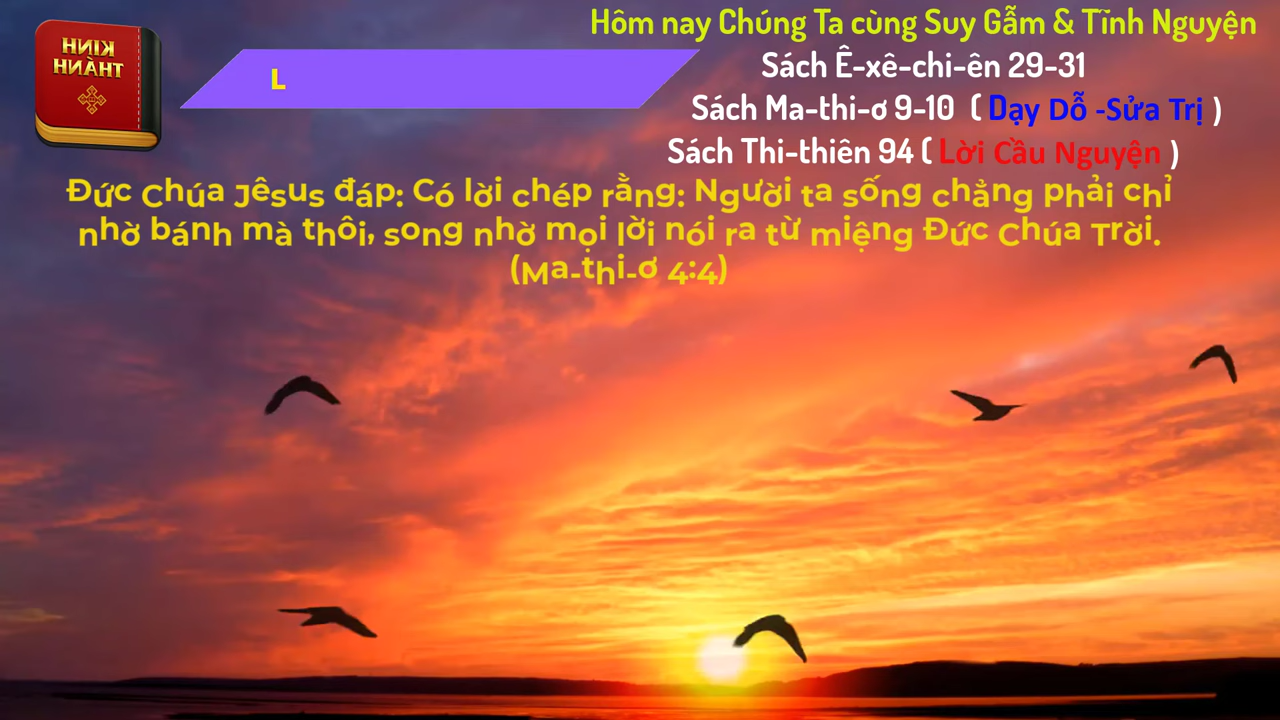 KINH
THÀNH
L
Hôm nay Chúng Ta cùng Suy Gẫm & Tĩnh Nguyện
Sách Ê-xê-chi-ên 29-31
Sách Ma-thi-ơ 9-10 ( Dạy Dỗ -Sửa Trị )
Sách Thi-thiên 94 ( Lời Cầu Nguyện )
Đức Chúa Jêsus đáp: Có lời chép rằng: Người ta sống chẳng phải chỉ
nhờ bánh mà thôi, song nhờ mọi lời nói ra từ miệng Đức Chúa Trời.
(Ma-thi-ơ 4:4)